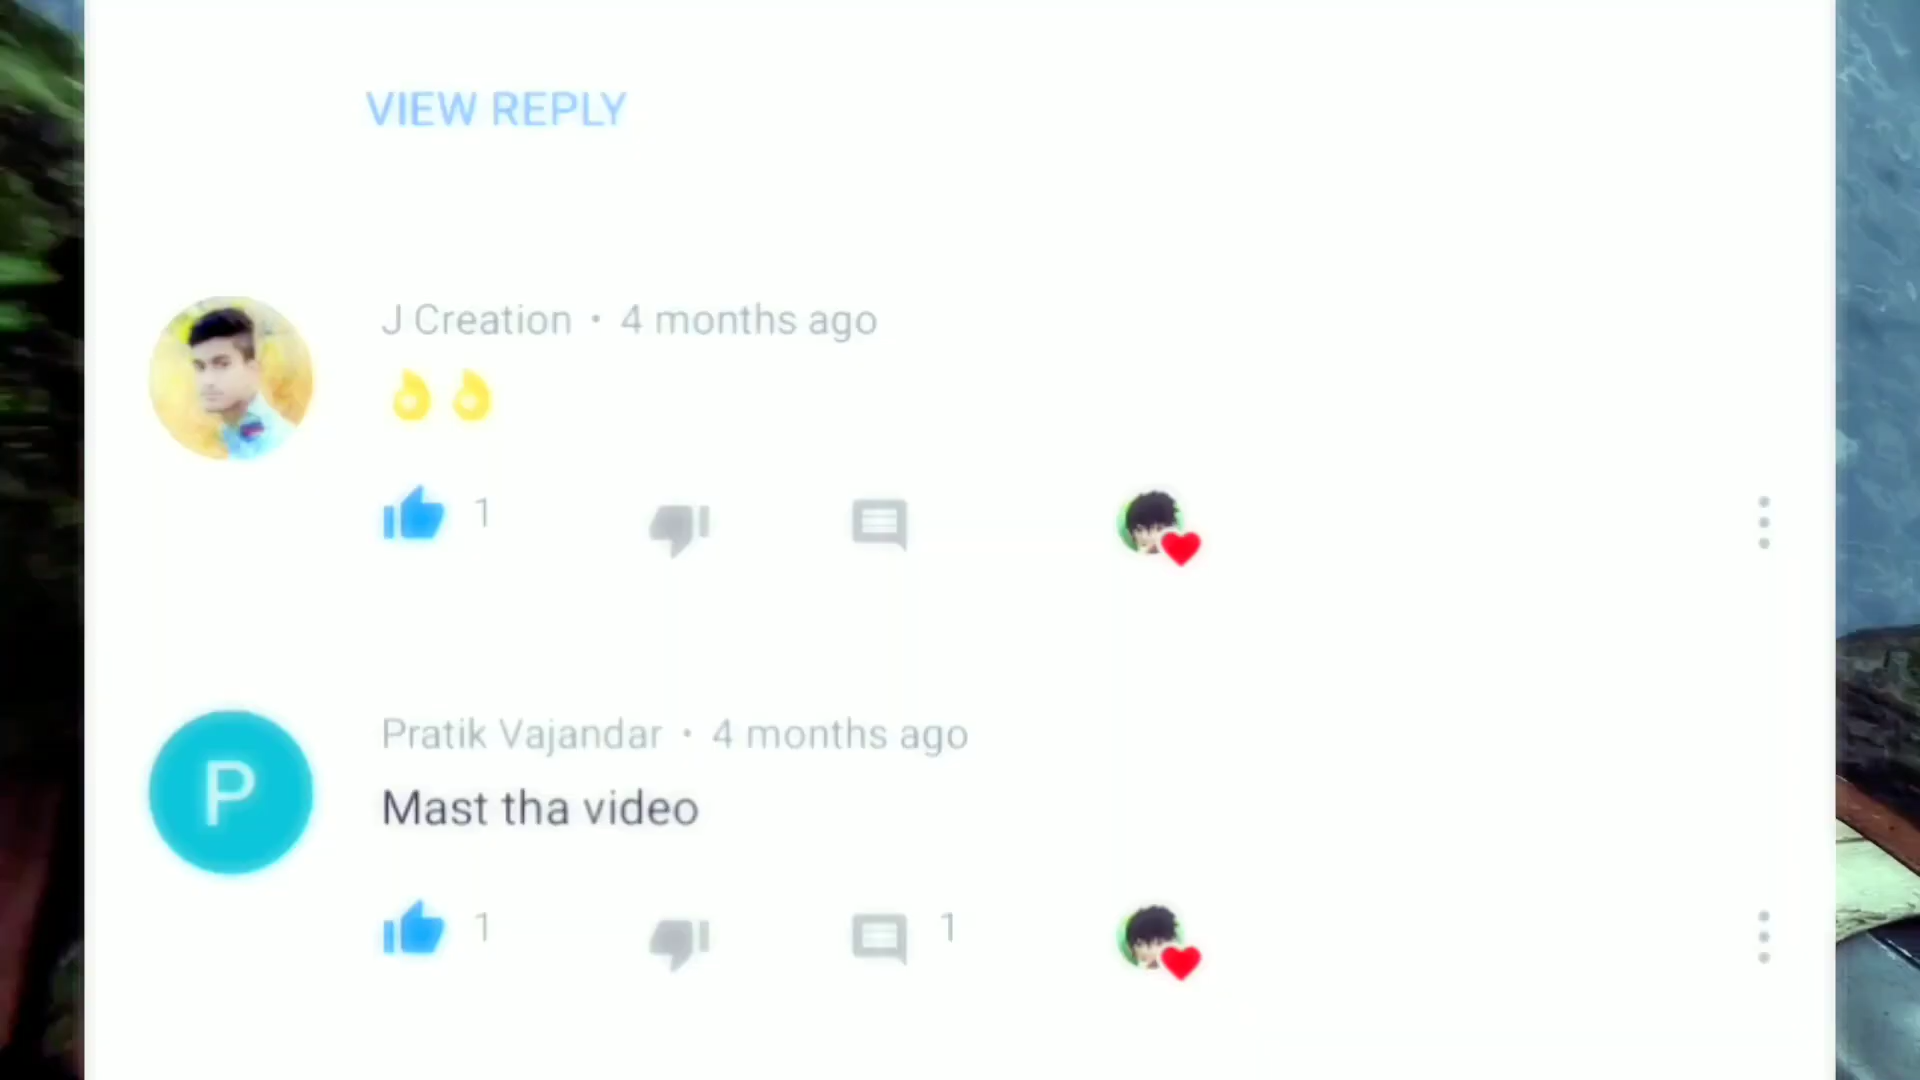 VIEW REPLY
J Creation • 4 months ago
👌👌
1
P
Pratik Vajandar • 4 months ago
Mast tha video
1 1